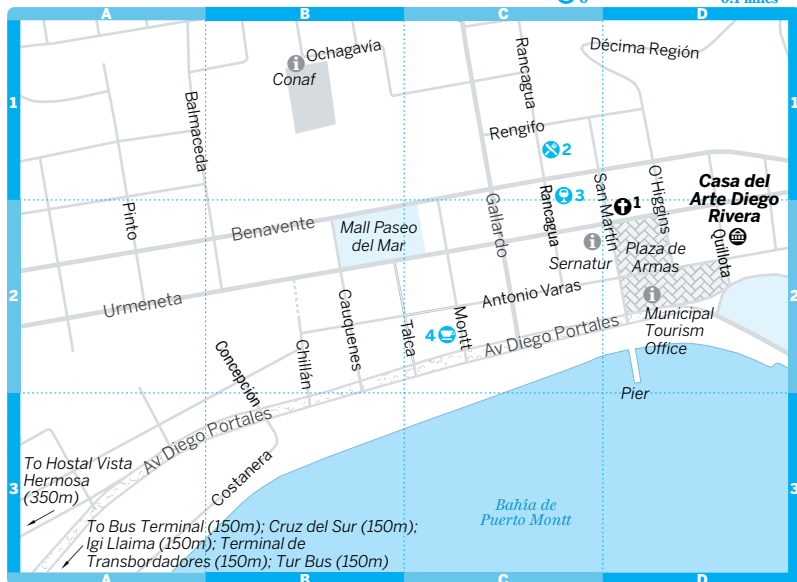 0
0.1 miles
A
B
C
D
1
1
2
2
3
3
Ochagavía
Conaf
Balmaceda
Rancagua
Décima Región
Rengifo
2
Pinto
Benavente
Mall Paseo
del Mar
Gallardo
Rancagua
3
San Martín
1
O'Higgins
Casa del
Arte Diego
Rivera
Quillota
Sernatur
Plaza de
Armas
Urmeneta
Cauquenes
Antonio Varas
Talca
Montt
4
Municipal
Tourism
Office
Av Diego Portales
Concepción
Chillán
Pier
Av Diego Portales
Costanera
To Hostal Vista
Hermosa
(350m)
To Bus Terminal (150m); Cruz del Sur (150m);
Igi Llaima (150m); Terminal de
Transbordadores (150m); Tur Bus (150m)
Bahía de
Puerto Montt
A
B
C
D